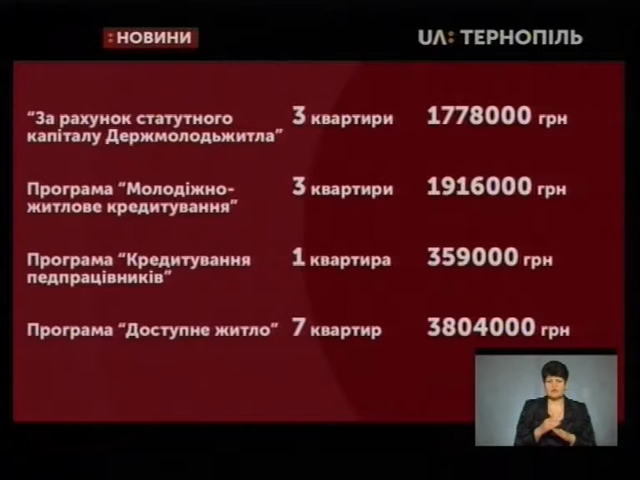 :НОВИНИ
UA: ТЕРНОПІЛЬ
“За рахунок статутного
капіталу Держмолодьжитла”
3 квартири
1778000 грн
Програма “Молодіжно-
житлове кредитування”
3 квартири
1916000 грн
Програма “Кредитування
педпрацівників”
1 квартира
359000 грн
Програма “Доступне житло”
7 квартир
3804000 грн